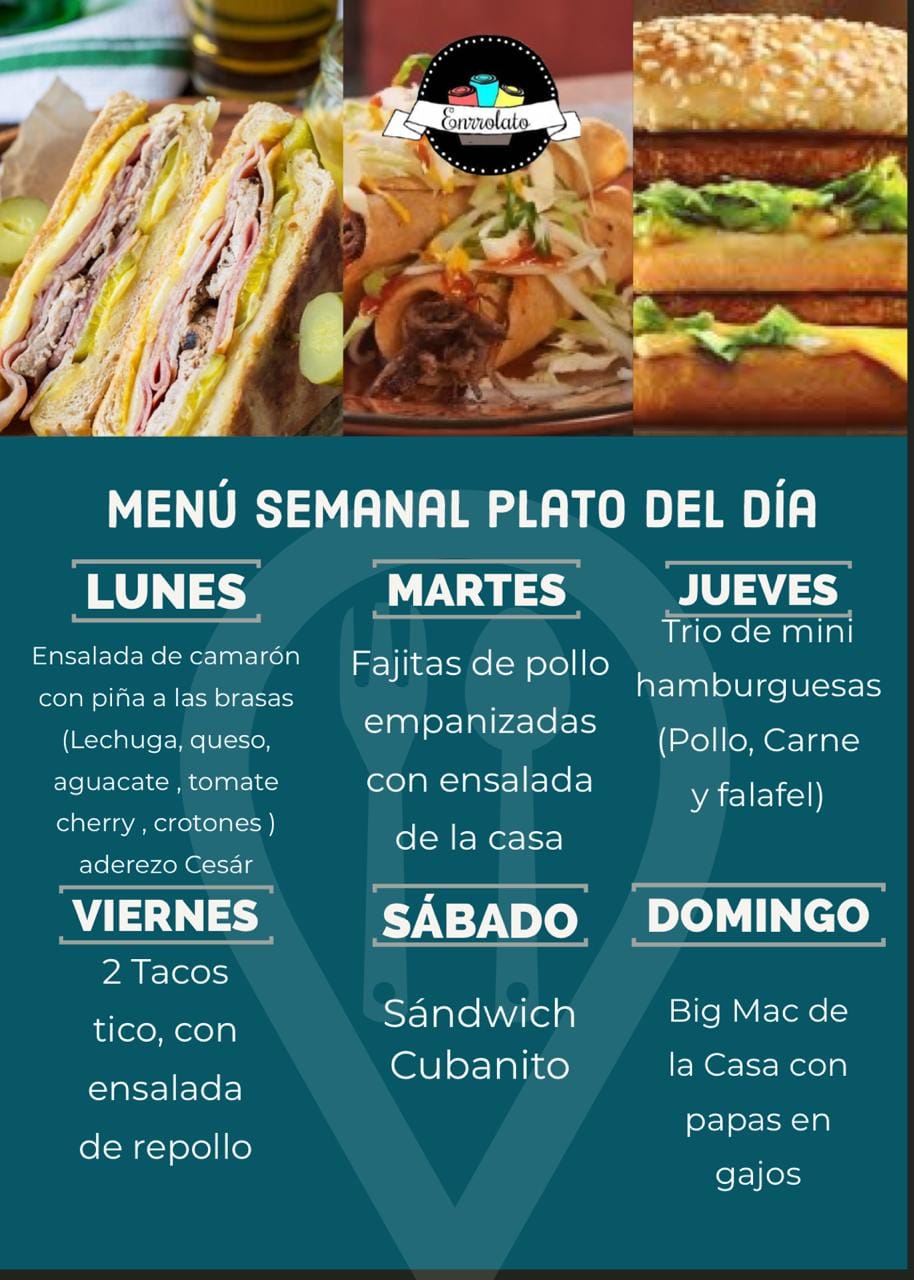 Enrrolato
MENÚ SEMANAL PLATO DEL DÍA
LUNES
Ensalada de camarón
con piña a las brasas
(Lechuga, queso,
aguacate , tomate
cherry , crotones )
aderezo Cesár
MARTES
Fajitas de pollo
empanizadas
con ensalada
de la casa
JUEVES
Trio de mini
hamburguesas
(Pollo, Carne
y falafel)
VIERNES
2 Tacos
tico, con
ensalada
de repollo
SÁBADO
Sándwich
Cubanito
DOMINGO
Big Mac de
la Casa con
papas en
gajos